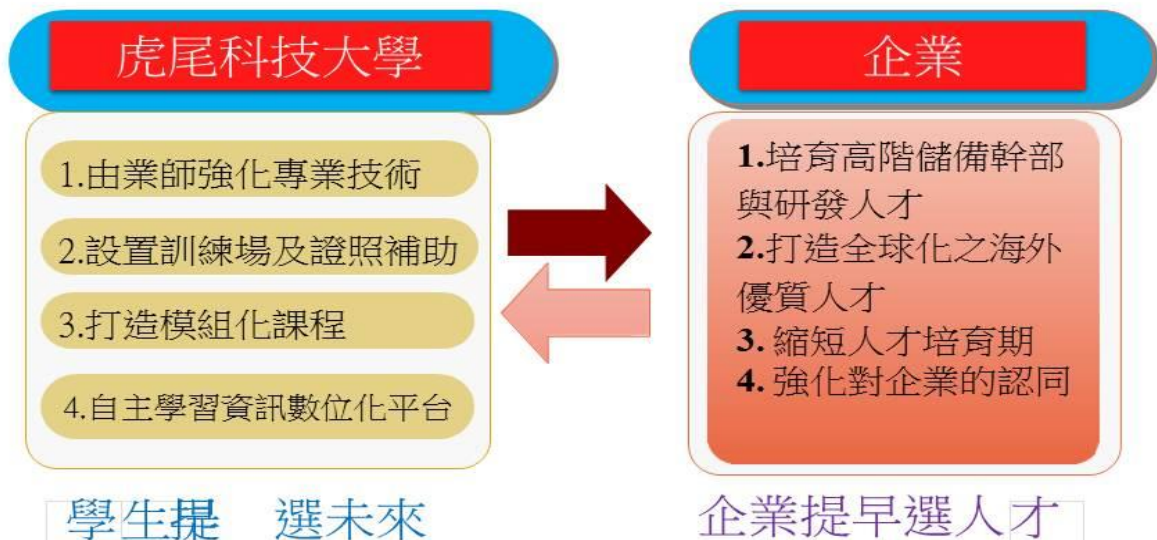 虎尾科技大學
1.由業師強化專業技術
2.設置訓練場及證照補助
3.打造模組化課程
4.自主學習資訊數位化平台
學生提 選未來
企業
1.培育高階儲備幹部
與研發人才
2.打造全球化之海外
優質人才
3. 縮短人才培育期
4. 強化對企業的認同
企業提早選人才